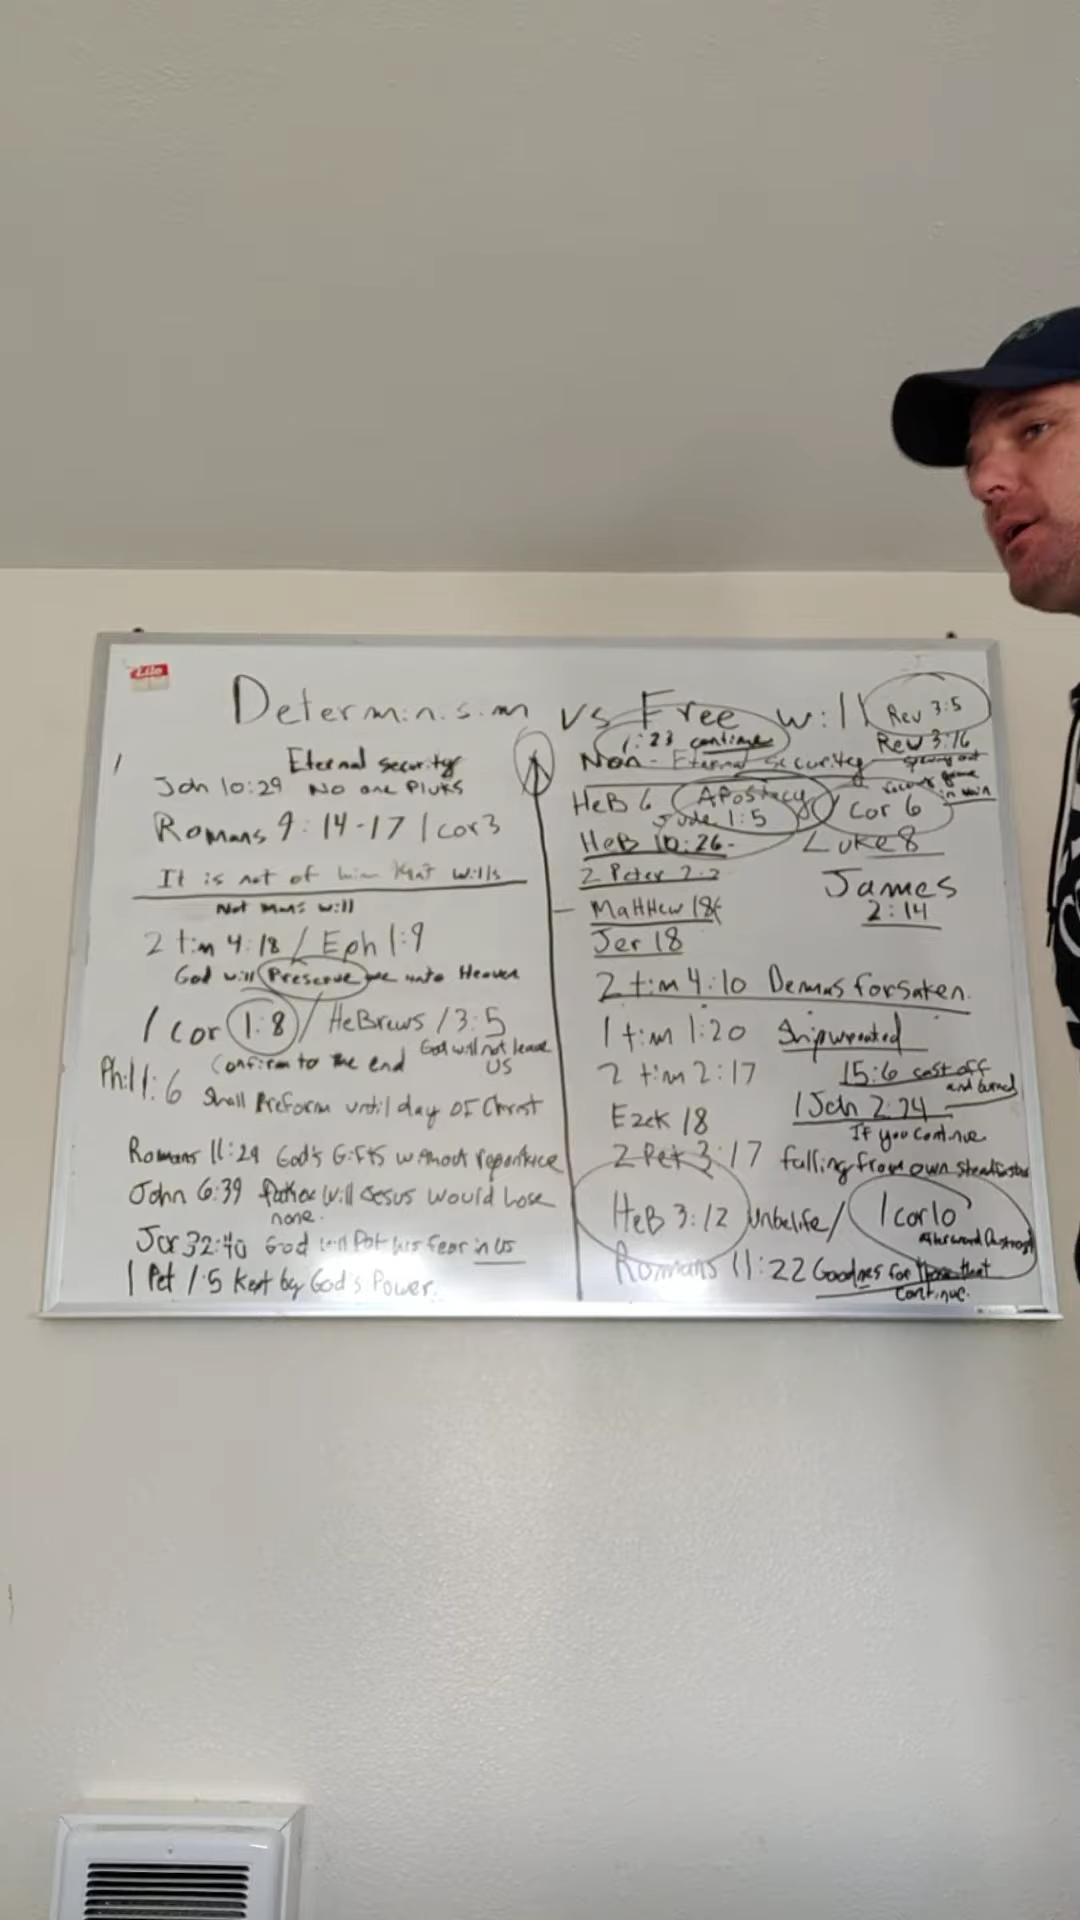 Determinism vs Free will
Rev 3:5
Rev 3:16
1:23 continue
Eternal security
John 10:29 No one Pluks
Romans 9:14-17 1 cor 3
It is not of him that wills
Not mans will
2 tim 4:18 / Eph 1:9
God will Preserve me unto Heaven
1 cor 1:8 / HeBrews 13:5
Confirm to the end
God will not leave us
Phil 1:6 Shall Preform until day of Christ
Romans 11:29 God's Gifts without repentice
John 6:39 will Jesus would lose none.
Jer 32:40 God will Put his fear in us
1 Pet 1:5 Kept by God's Power.
Non-Eternal security
spewing out
in vain
HeB 6 APostacy
Jude 1:5
Cor 6
HeB 10:26-
Luke 8
2 Peter 2:2
James
2:14
MattHew 18
Jer 18
2 tim 4:10 Demas forsaken.
1 tim 1:20
2 tim 2:17
15:6 cast off
and burned
Ezek 18
1 Joh 2:24
If you continue
2 Pet 3:17 falling from own
HeB 3:12 unbelife /
1 cor 10
Romans 11:22 Goodnes for those that
continue.